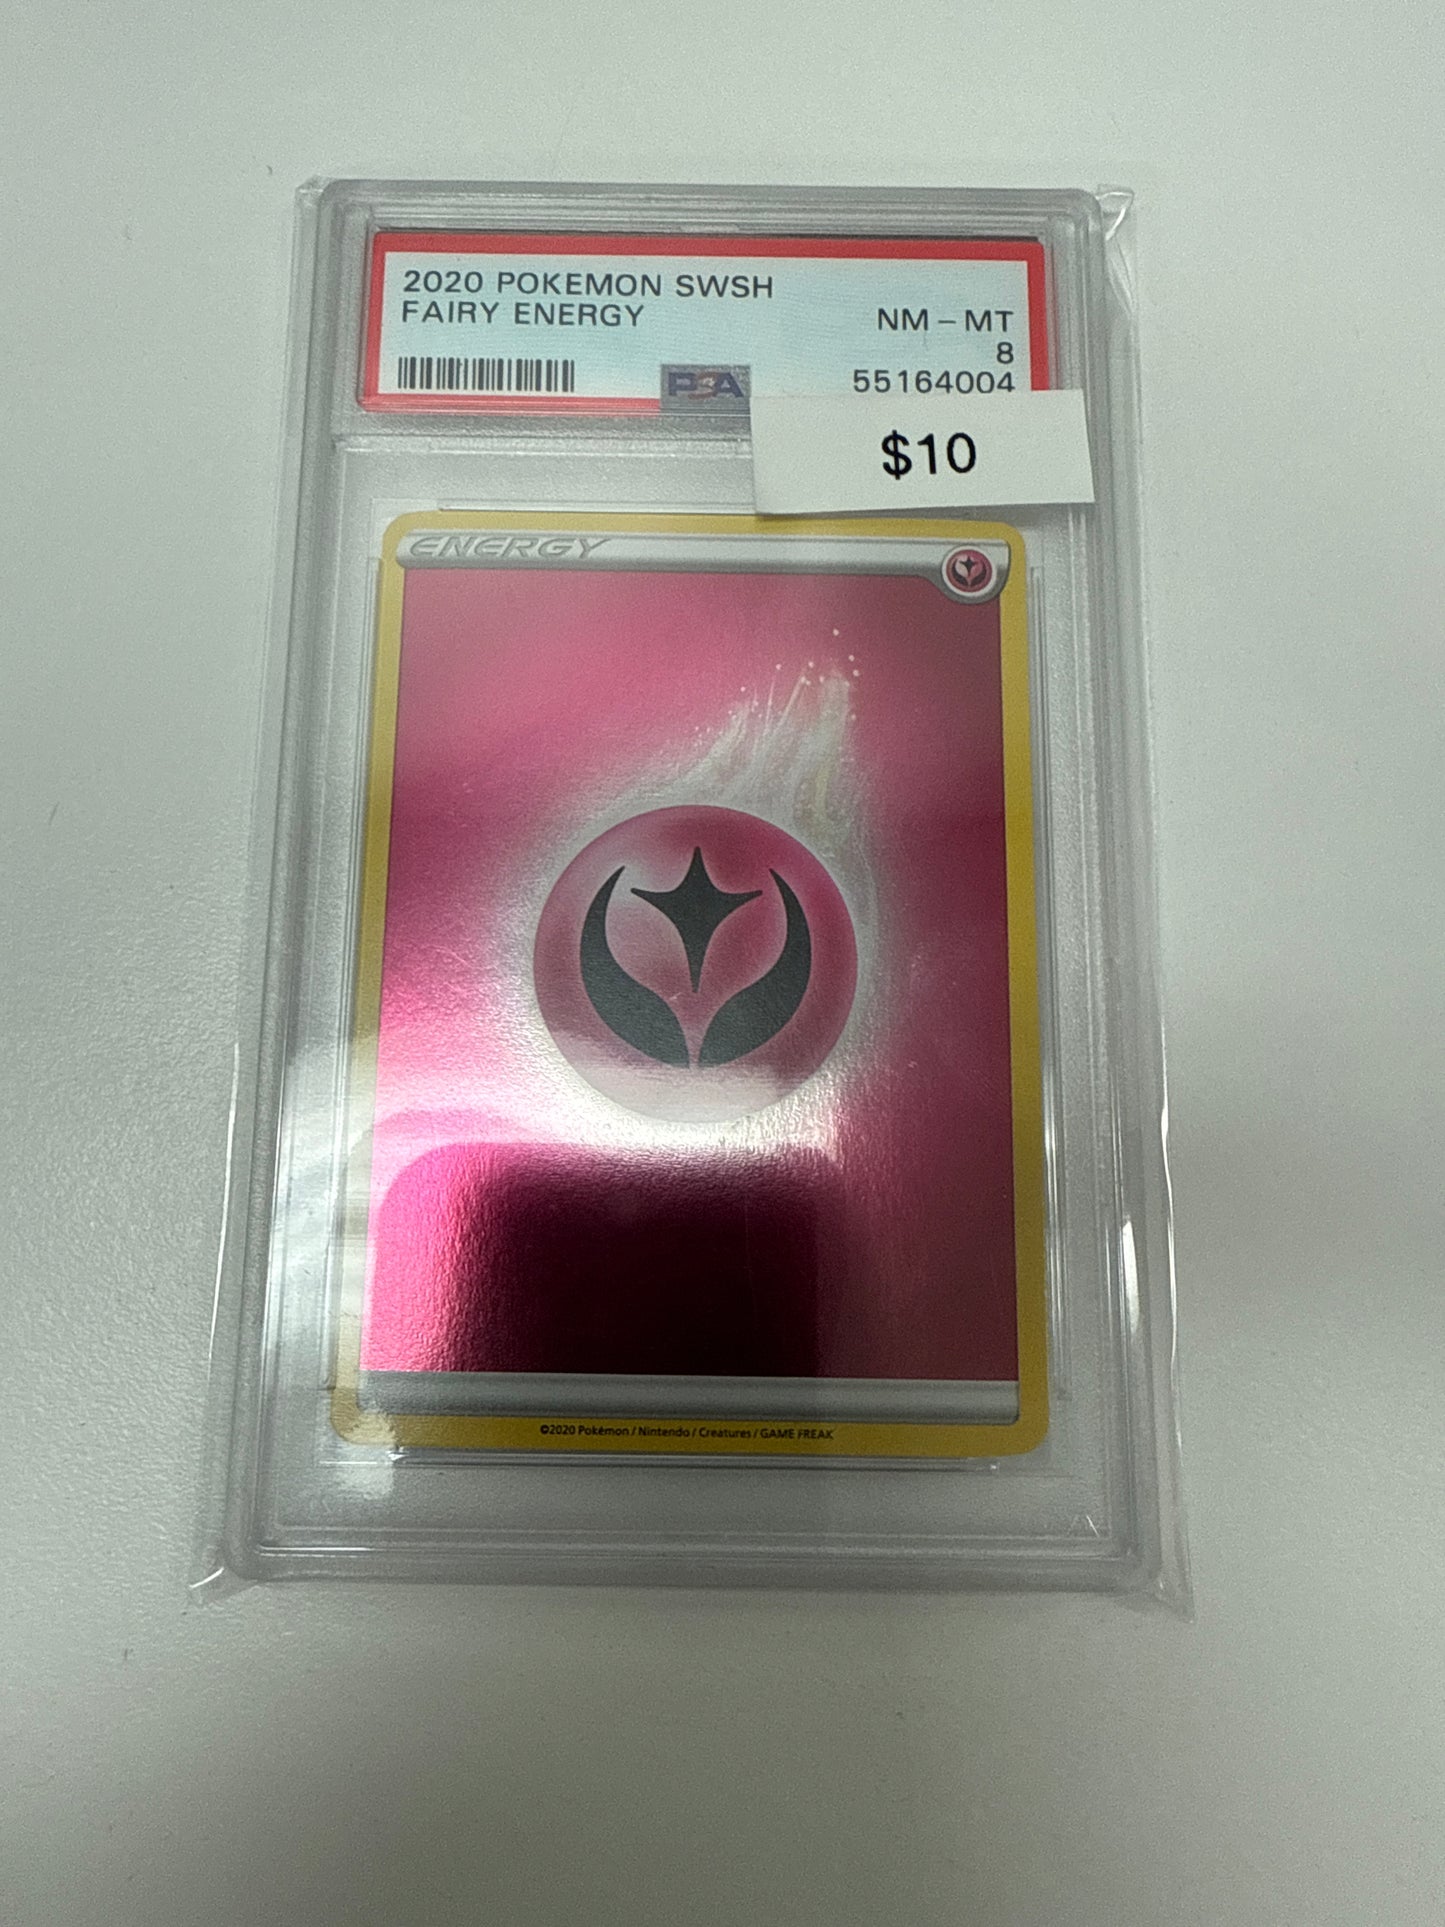 2020 POKEMON SWSH
FAIRY ENERGY
NM - MT
8
PSA
55164004
$10
ENERGY
©2020 Pokémon / Nintendo / Creatures / GAME FREAK